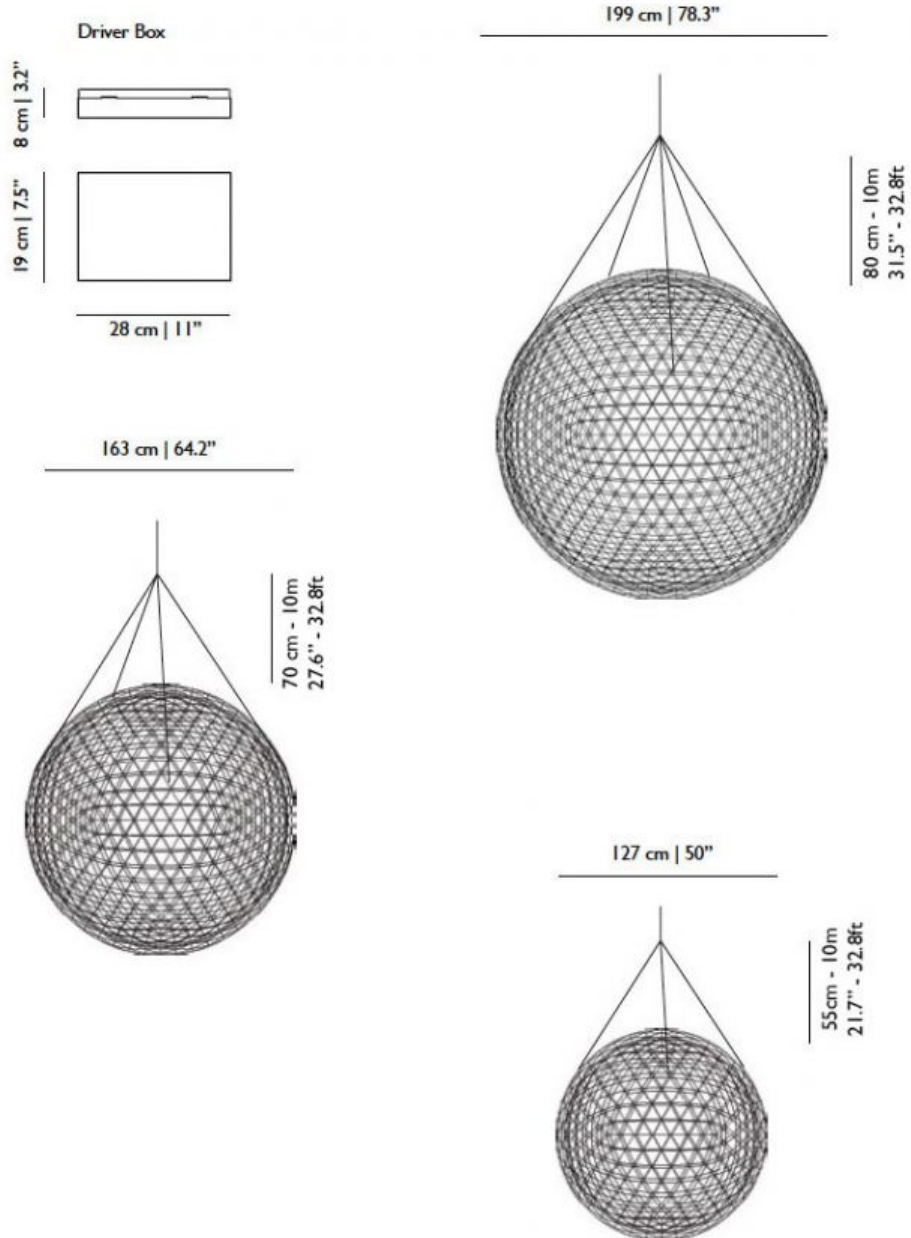 Driver Box
8 cm | 3.2”
19 cm | 7.5”
28 cm | 11”
199 cm | 78.3”
80 cm - 10m
31.5” - 32.8ft
163 cm | 64.2”
70 cm - 10m
27.6” - 32.8ft
127 cm | 50”
55cm - 10m
21.7” - 32.8ft